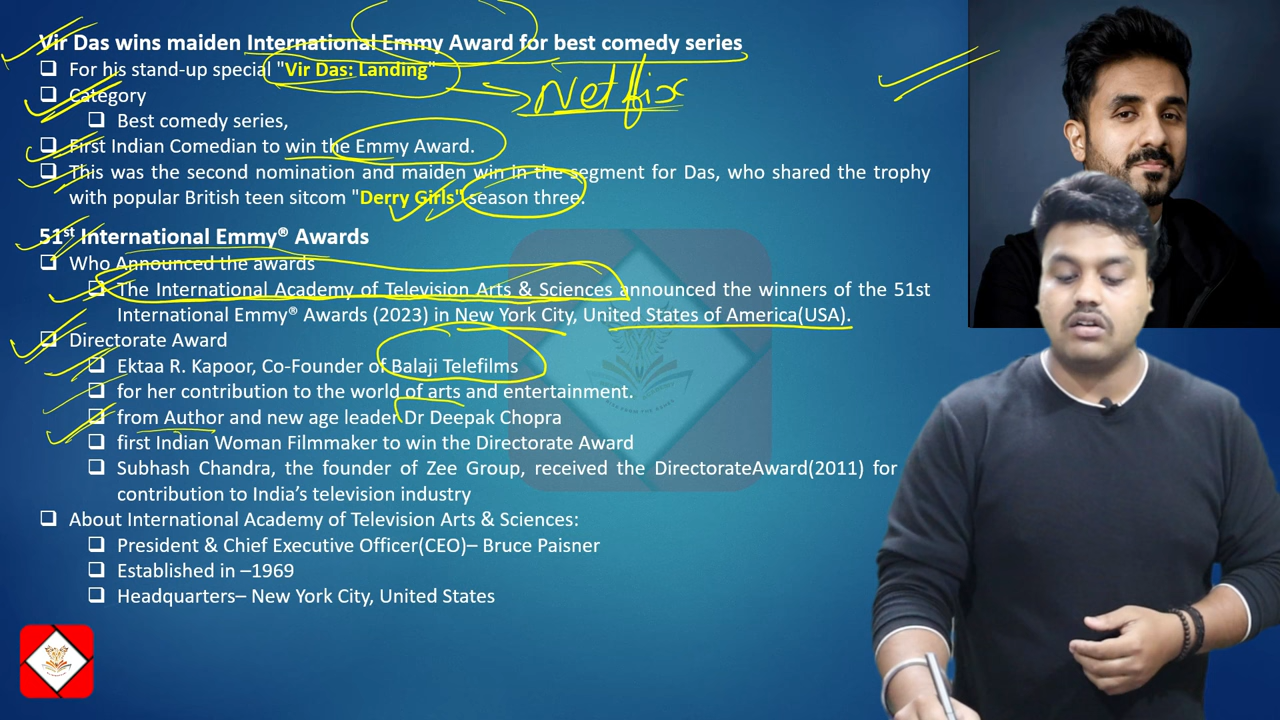 Vir Das wins maiden International Emmy Award for best comedy series
For his stand-up special "Vir Das: Landing"
Netflix
Category
Best comedy series,
First Indian Comedian to win the Emmy Award.
This was the second nomination and maiden win in the segment for Das, who shared the trophy
with popular British teen sitcom "Derry Girls" season three.
51st International Emmy® Awards
Who Announced the awards
The International Academy of Television Arts & Sciences announced the winners of the 51st
International Emmy® Awards (2023) in New York City, United States of America(USA).
Directorate Award
Ektaa R. Kapoor, Co-Founder of Balaji Telefilms
for her contribution to the world of arts and entertainment.
from Author and new age leader Dr Deepak Chopra
first Indian Woman Filmmaker to win the Directorate Award
Subhash Chandra, the founder of Zee Group, received the DirectorateAward(2011) for
contribution to India's television industry
About International Academy of Television Arts & Sciences:
President & Chief Executive Officer(CEO)– Bruce Paisner
Established in –1969
Headquarters– New York City, United States